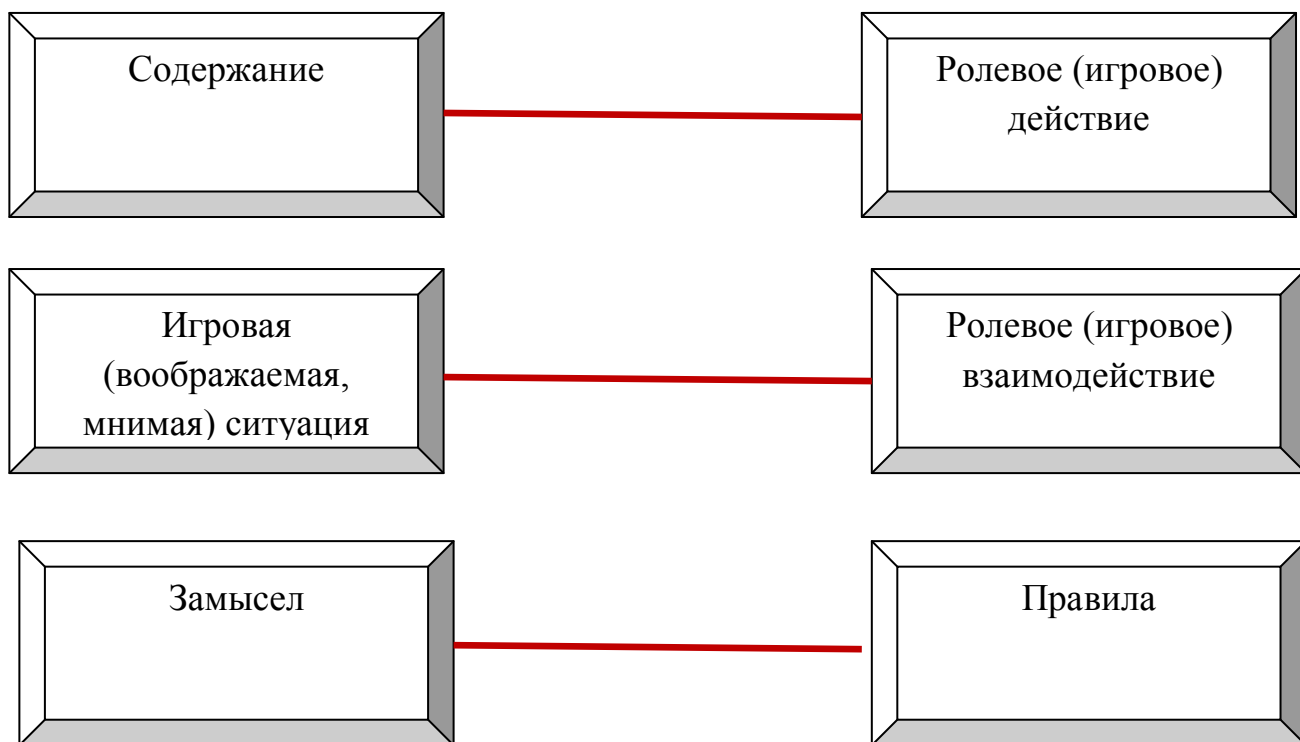 Содержание
Ролевое (игровое)
действие
Игровая
(воображаемая,
мнимая) ситуация
Ролевое (игровое)
взаимодействие
Замысел
Правила